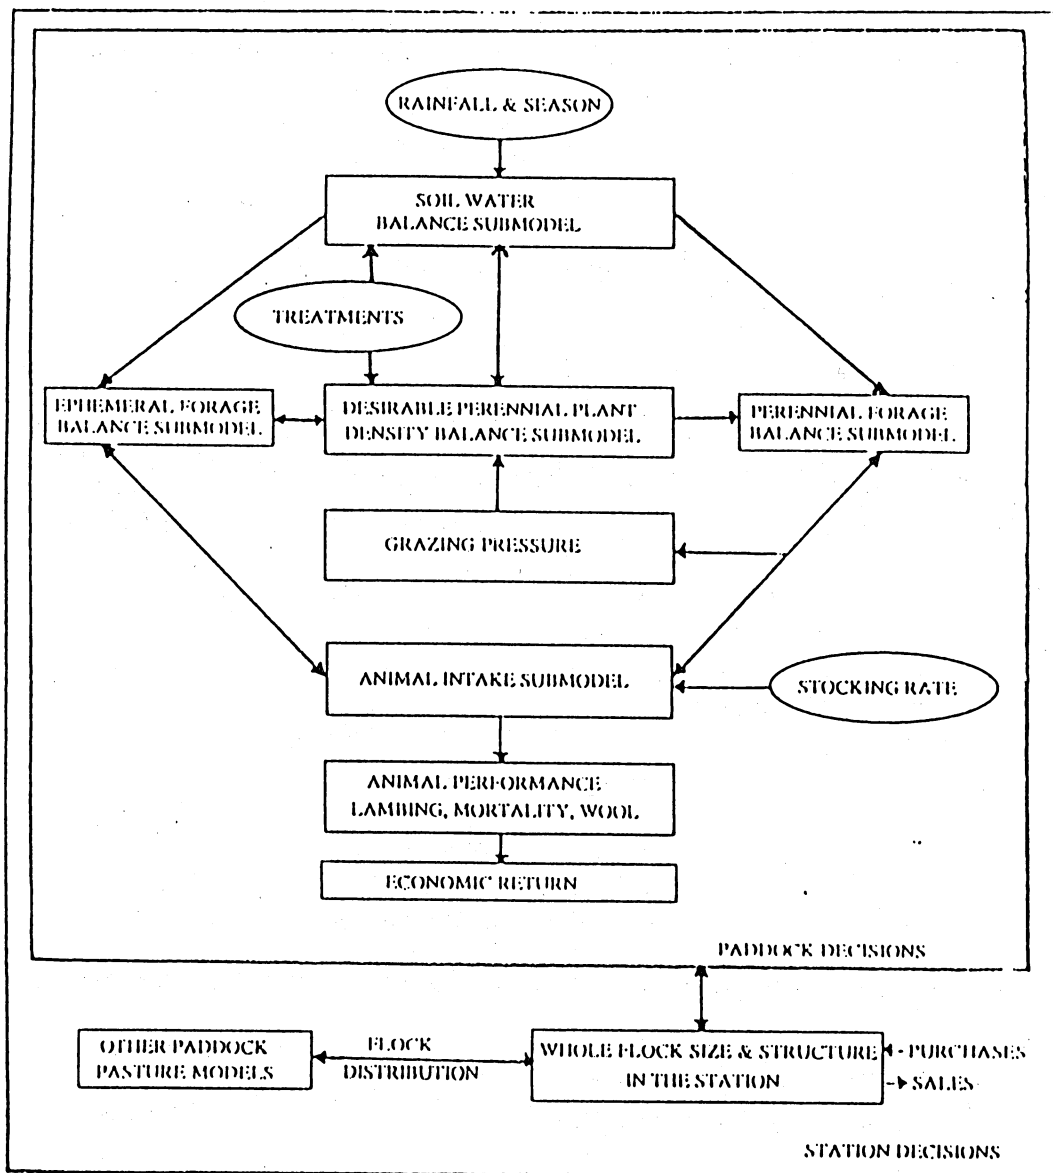 RAINFALL & SEASON
SOIL WATER
BALANCE SUBMODEL
TREATMENTS
EPHEMERAL FORAGE
BALANCE SUBMODEL
DESIRABLE PERENNIAL PLANT
DENSITY BALANCE SUBMODEL
PERENNIAL FORAGE
BALANCE SUBMODEL
GRAZING PRESSURE
ANIMAL INTAKE SUBMODEL
STOCKING RATE
ANIMAL PERFORMANCE
LAMBING, MORTALITY, WOOL
ECONOMIC RETURN
PADDOCK DECISIONS
OTHER PADDOCK
PASTURE MODELS
FLOCK
DISTRIBUTION
WHOLE FLOCK SIZE & STRUCTURE
IN THE STATION
PURCHASES
SALES
STATION DECISIONS